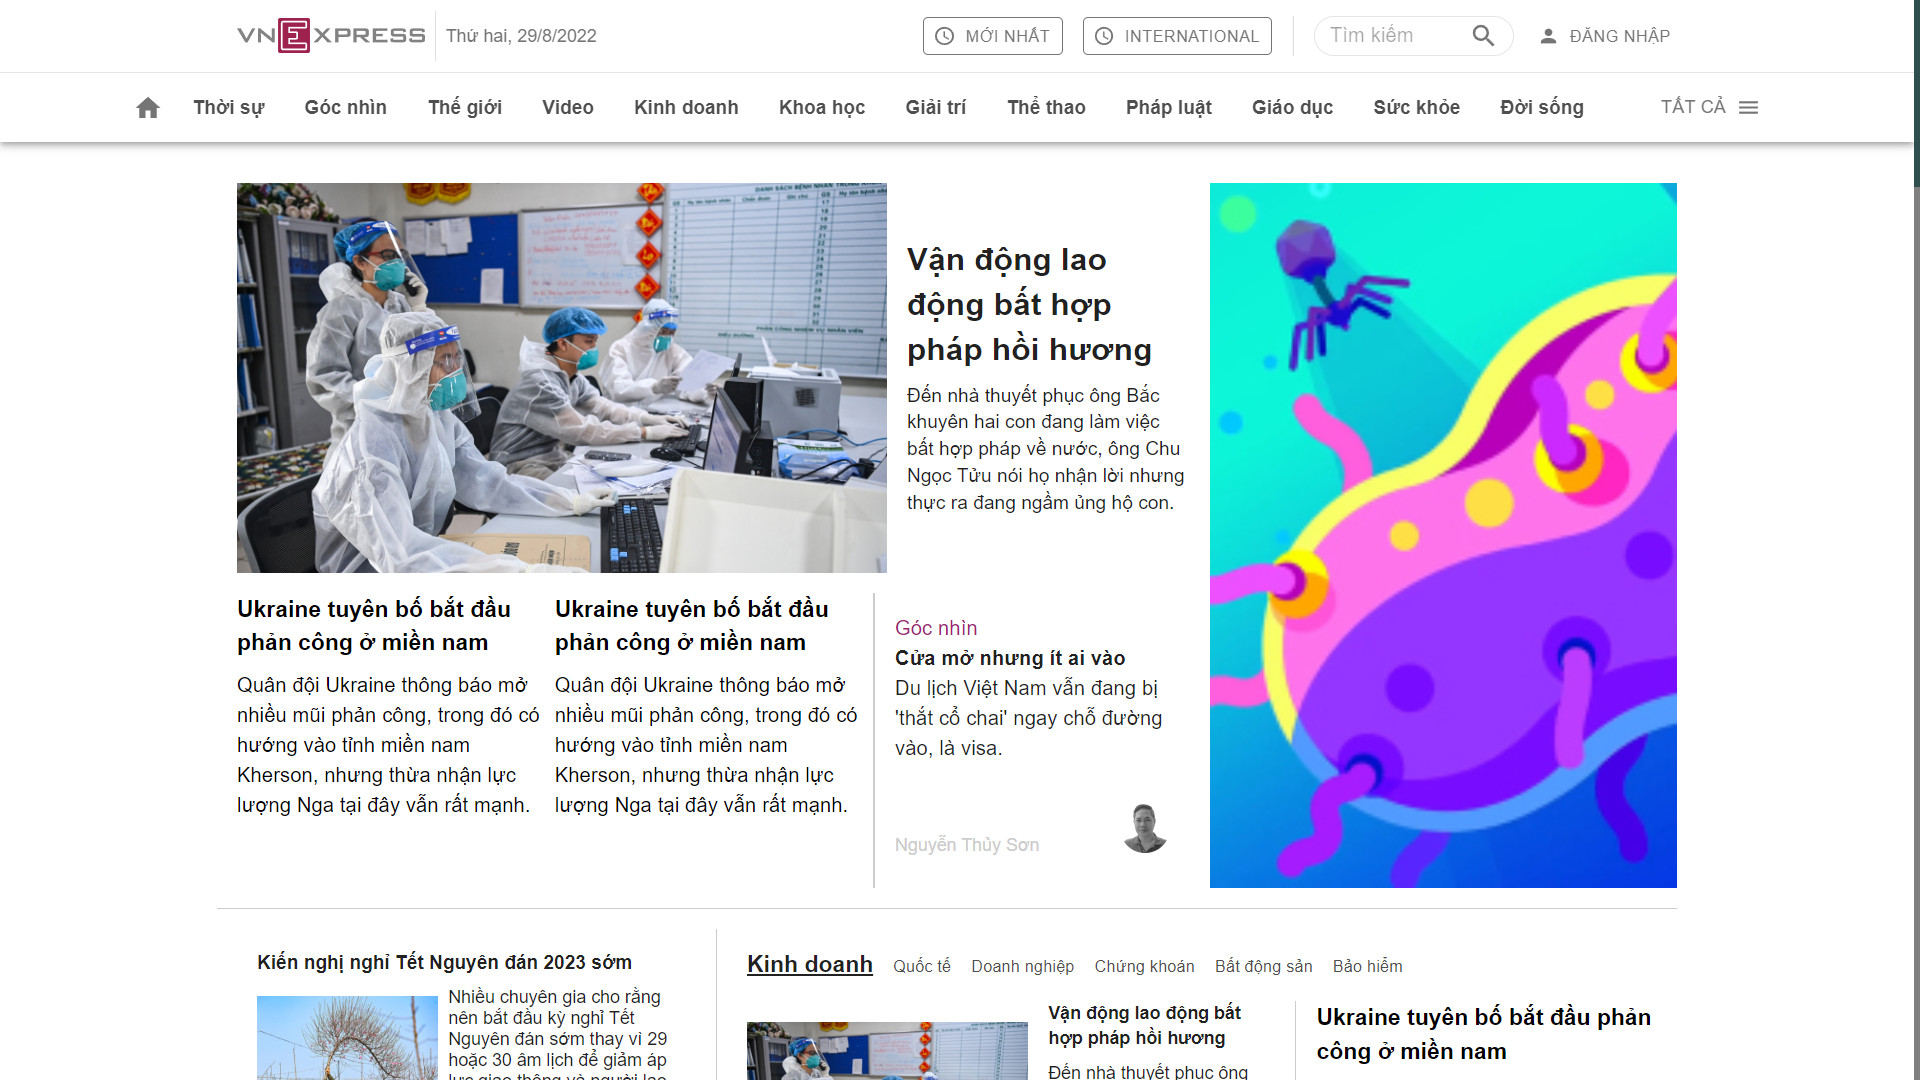 VNEXPRESS
Thứ hai, 29/8/2022
MỚI NHẤT
INTERNATIONAL
Tìm kiếm
ĐĂNG NHẬP
Thời sự
Góc nhìn
Thế giới
Video
Kinh doanh
Khoa học
Giải trí
Thể thao
Pháp luật
Giáo dục
Sức khỏe
Đời sống
TẤT CẢ
Vận động lao
động bất hợp
pháp hồi hương
Đến nhà thuyết phục ông Bắc
khuyên hai con đang làm việc
bất hợp pháp về nước, ông Chu
Ngọc Tửu nói họ nhận lời nhưng
thực ra đang ngầm ủng hộ con.
Ukraine tuyên bố bắt đầu
phản công ở miền nam
Quân đội Ukraine thông báo mở
nhiều mũi phản công, trong đó có
hướng vào tỉnh miền nam
Kherson, nhưng thừa nhận lực
lượng Nga tại đây vẫn rất mạnh.
Ukraine tuyên bố bắt đầu
phản công ở miền nam
Quân đội Ukraine thông báo mở
nhiều mũi phản công, trong đó có
hướng vào tỉnh miền nam
Kherson, nhưng thừa nhận lực
lượng Nga tại đây vẫn rất mạnh.
Góc nhìn
Cửa mở nhưng ít ai vào
Du lịch Việt Nam vẫn đang bị
'thắt cổ chai' ngay chỗ đường
vào, là visa.
Nguyễn Thủy Sơn
Kiến nghị nghỉ Tết Nguyên đán 2023 sớm
Nhiều chuyên gia cho rằng
nên bắt đầu kỳ nghỉ Tết
Nguyên đán sớm thay vì 29
hoặc 30 âm lịch để giảm áp
lực giao thông và người lao
Kinh doanh
Quốc tế
Doanh nghiệp
Chứng khoán
Bất động sản
Bảo hiểm
Vận động lao động bất
hợp pháp hồi hương
Đến nhà thuyết phục ông
Ukraine tuyên bố bắt đầu phản
công ở miền nam